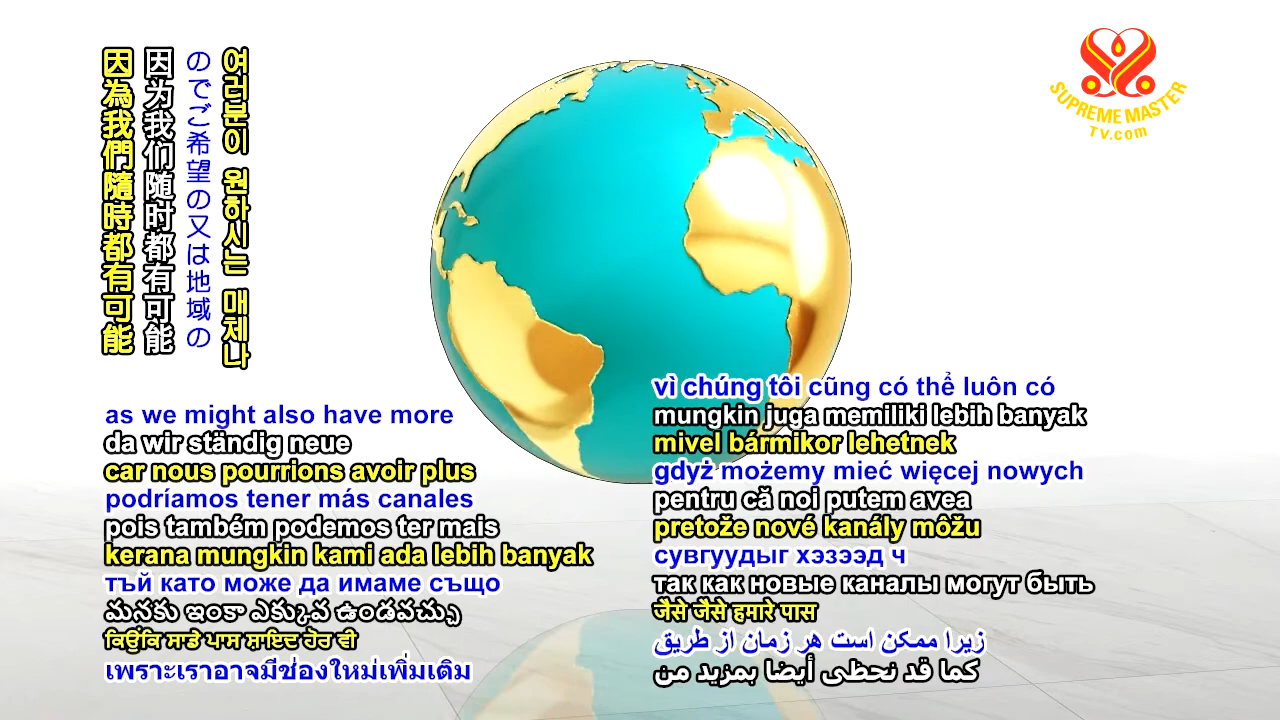 因為我們隨時都有可能
因为我们随时都有可能
のでご希望の又は地域の
여러분이 원하시는 매체나
SUPREME MASTER
TV.com
as we might also have more
da wir ständig neue
car nous pourrions avoir plus
podríamos tener más canales
pois também podemos ter mais
kerana mungkin kami ada lebih banyak
тъй като може да имаме също
మనకు ఇంకా ఎక్కువ ఉండవచ్చు
ਕਿਉਂਕਿ ਸਾਡੇ ਪਾਸ ਸ਼ਾਇਦ ਹੋਰ ਵੀ
เพราะเราอาจมีช่องใหม่เพิ่มเติม
vì chúng tôi cũng có thể luôn có
mungkin juga memiliki lebih banyak
mivel bármikor lehetnek
gdyż możemy mieć więcej nowych
pentru că noi putem avea
pretože nové kanály môžu
сувгуудыг хэзээд ч
так как новые каналы могут быть
जैसे जैसे हमारे पास
زیرا ممکن است هر زمان از طریق
كما قد نحظى أيضا بمزيد من